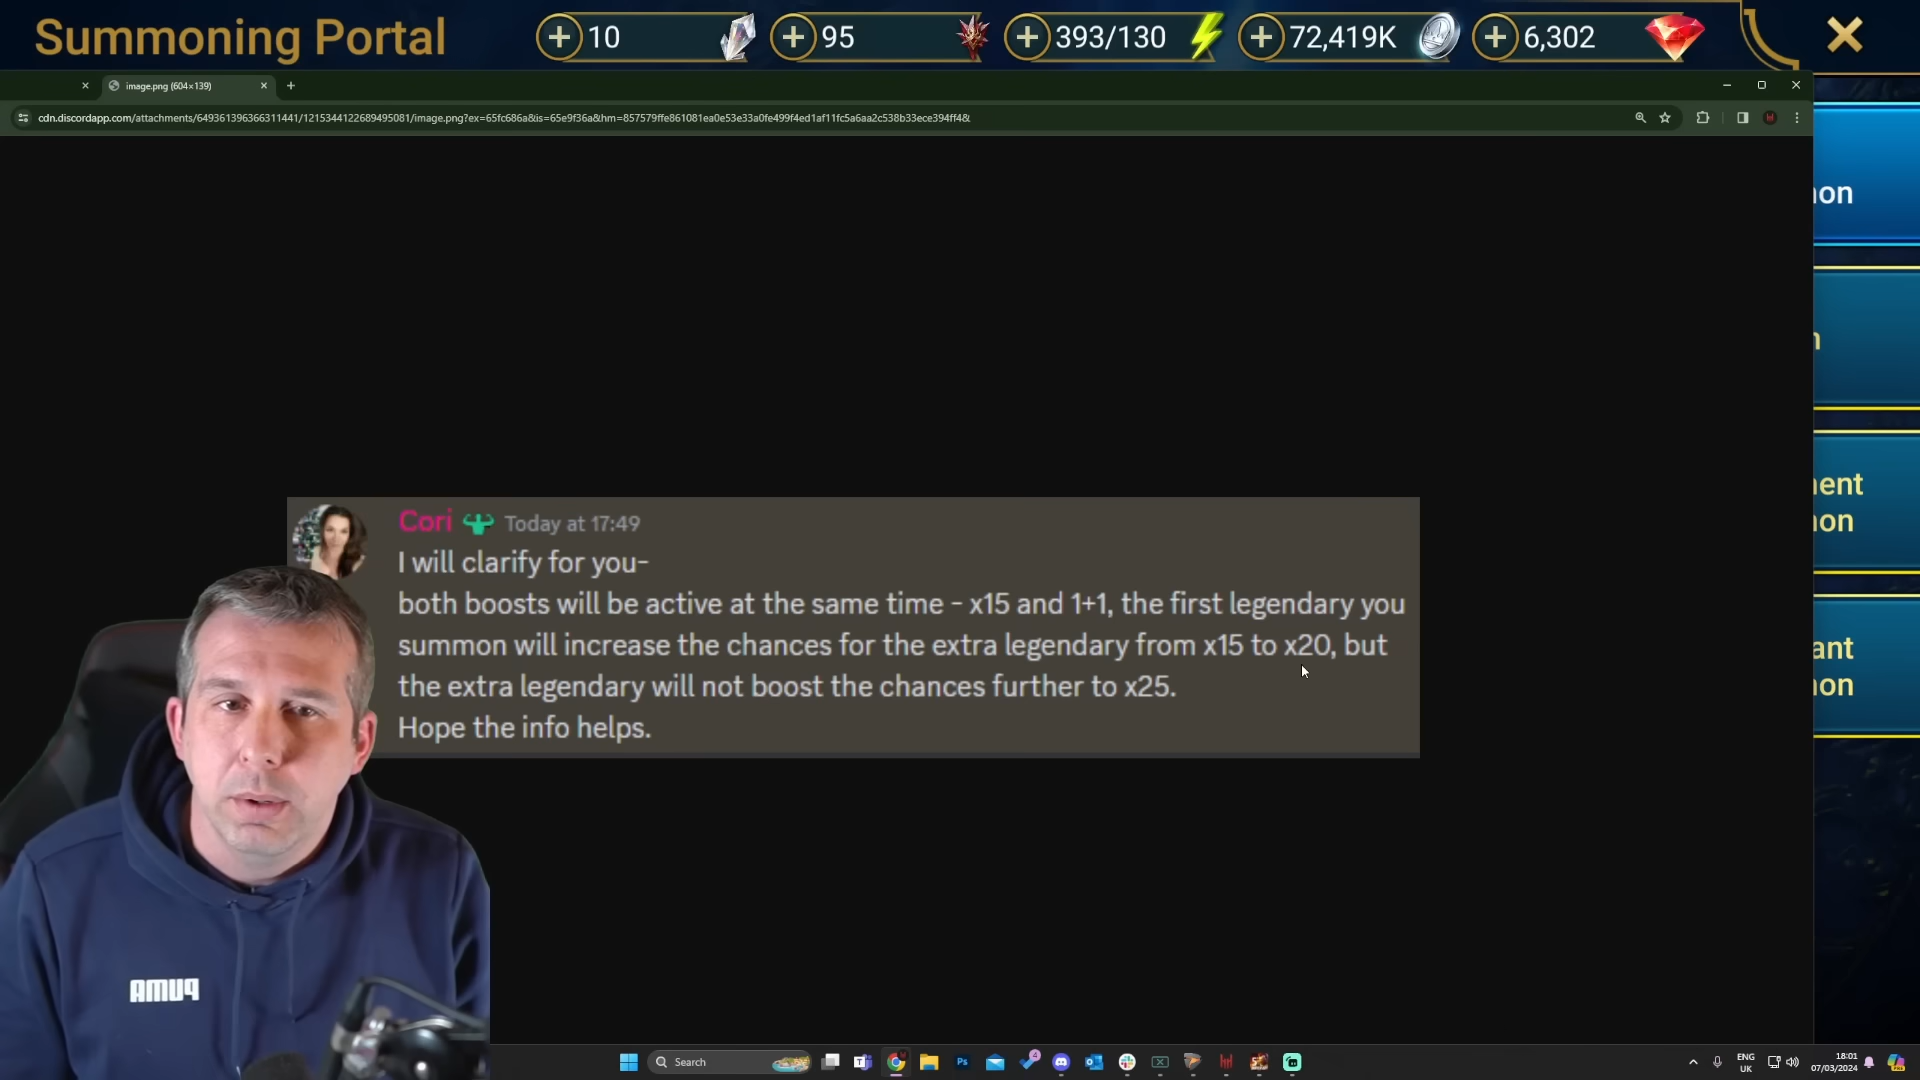 Summoning Portal
10
95
393/130
72,419K
6,302
image.png (604×139)
cdn.discordapp.com/attachments/649361396366311441/1215344122689495081/image.png?ex=65fc686a&is=65e9f36a&hm=857579ffe861081ea0e53e33a0fe499f4ed1af11fc5a6aa2c538b33ece394ff4&
on
n
ent
on
ant
on
Cori Today at 17:49
I will clarify for you-
both boosts will be active at the same time - x15 and 1+1, the first legendary you
summon will increase the chances for the extra legendary from x15 to x20, but
the extra legendary will not boost the chances further to x25.
Hope the info helps.
PUMA
Search
ENG
UK
18:01
07/03/2024